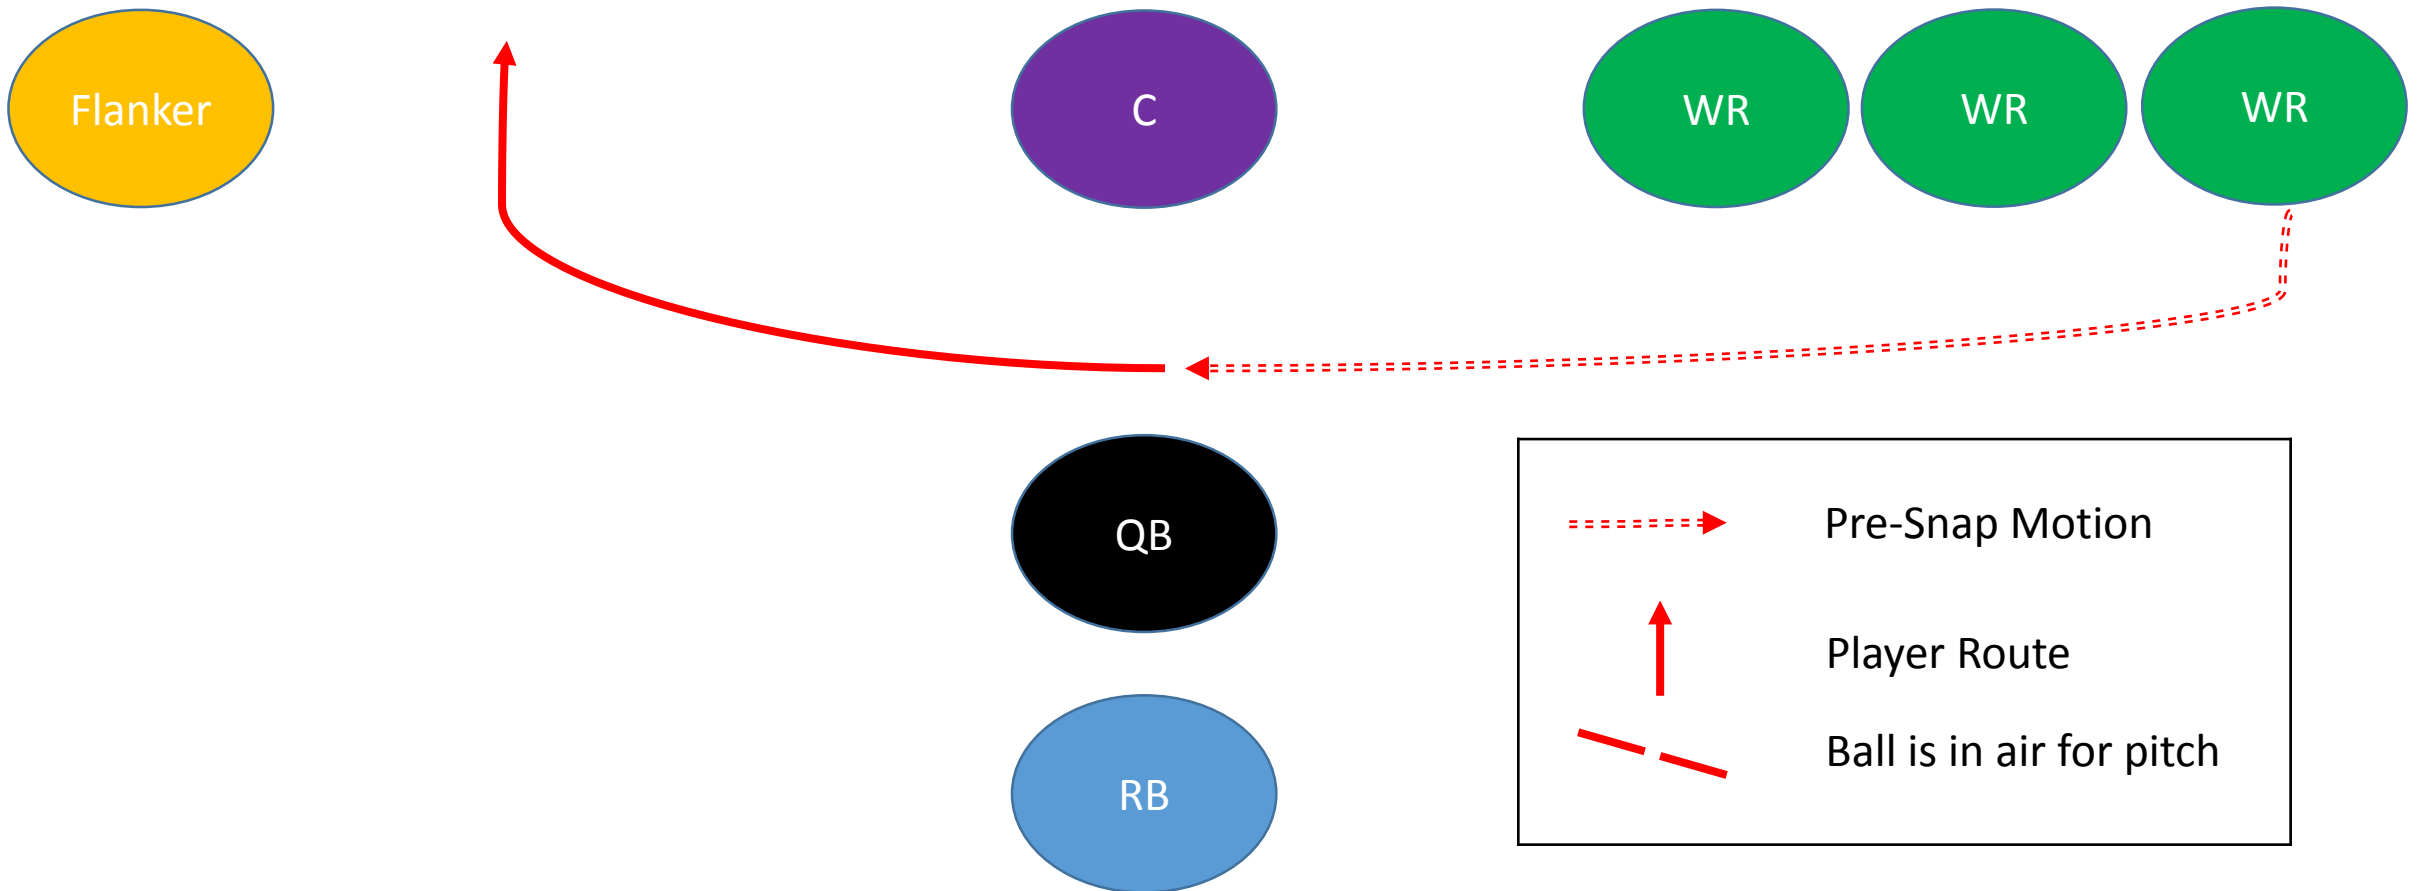 Flanker
C
WR
WR
WR
QB
RB
Pre-Snap Motion
Player Route
Ball is in air for pitch